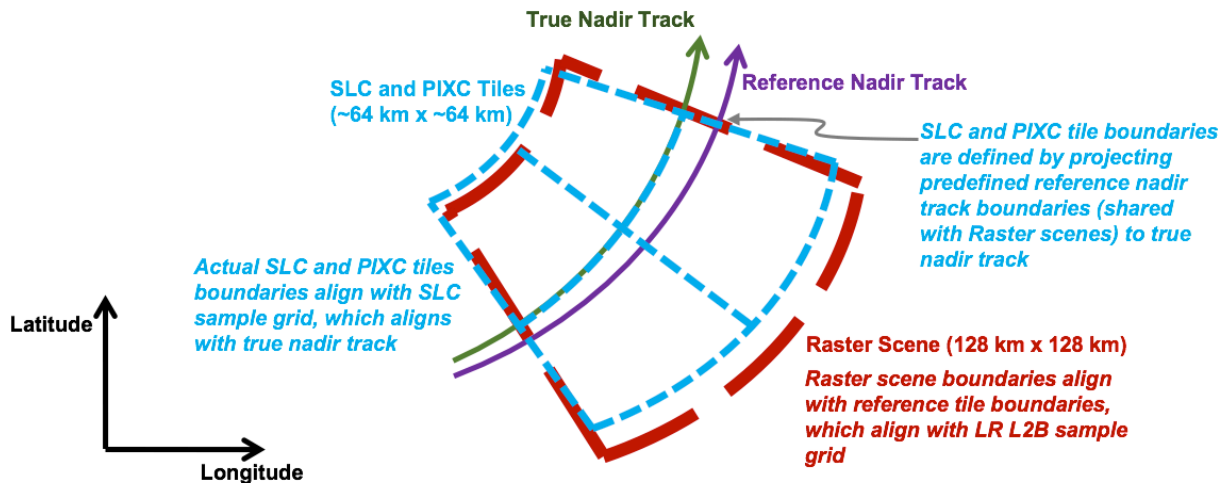 True Nadir Track
Reference Nadir Track
SLC and PIXC Tiles
(~64 km x ~64 km)
SLC and PIXC tile boundaries
are defined by projecting
predefined reference nadir
track boundaries (shared
with Raster scenes) to true
nadir track
Actual SLC and PIXC tiles
boundaries align with SLC
sample grid, which aligns
with true nadir track
Latitude
Longitude
Raster Scene (128 km x 128 km)
Raster scene boundaries align
with reference tile boundaries,
which align with LR L2B sample
grid